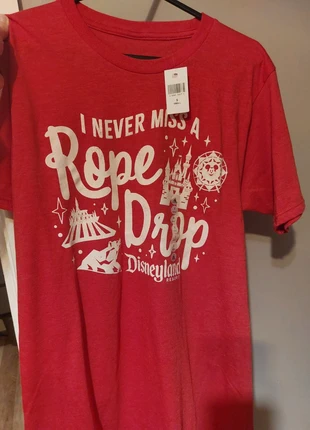 I NEVER MISS A
Rope
Drop
Disneyland